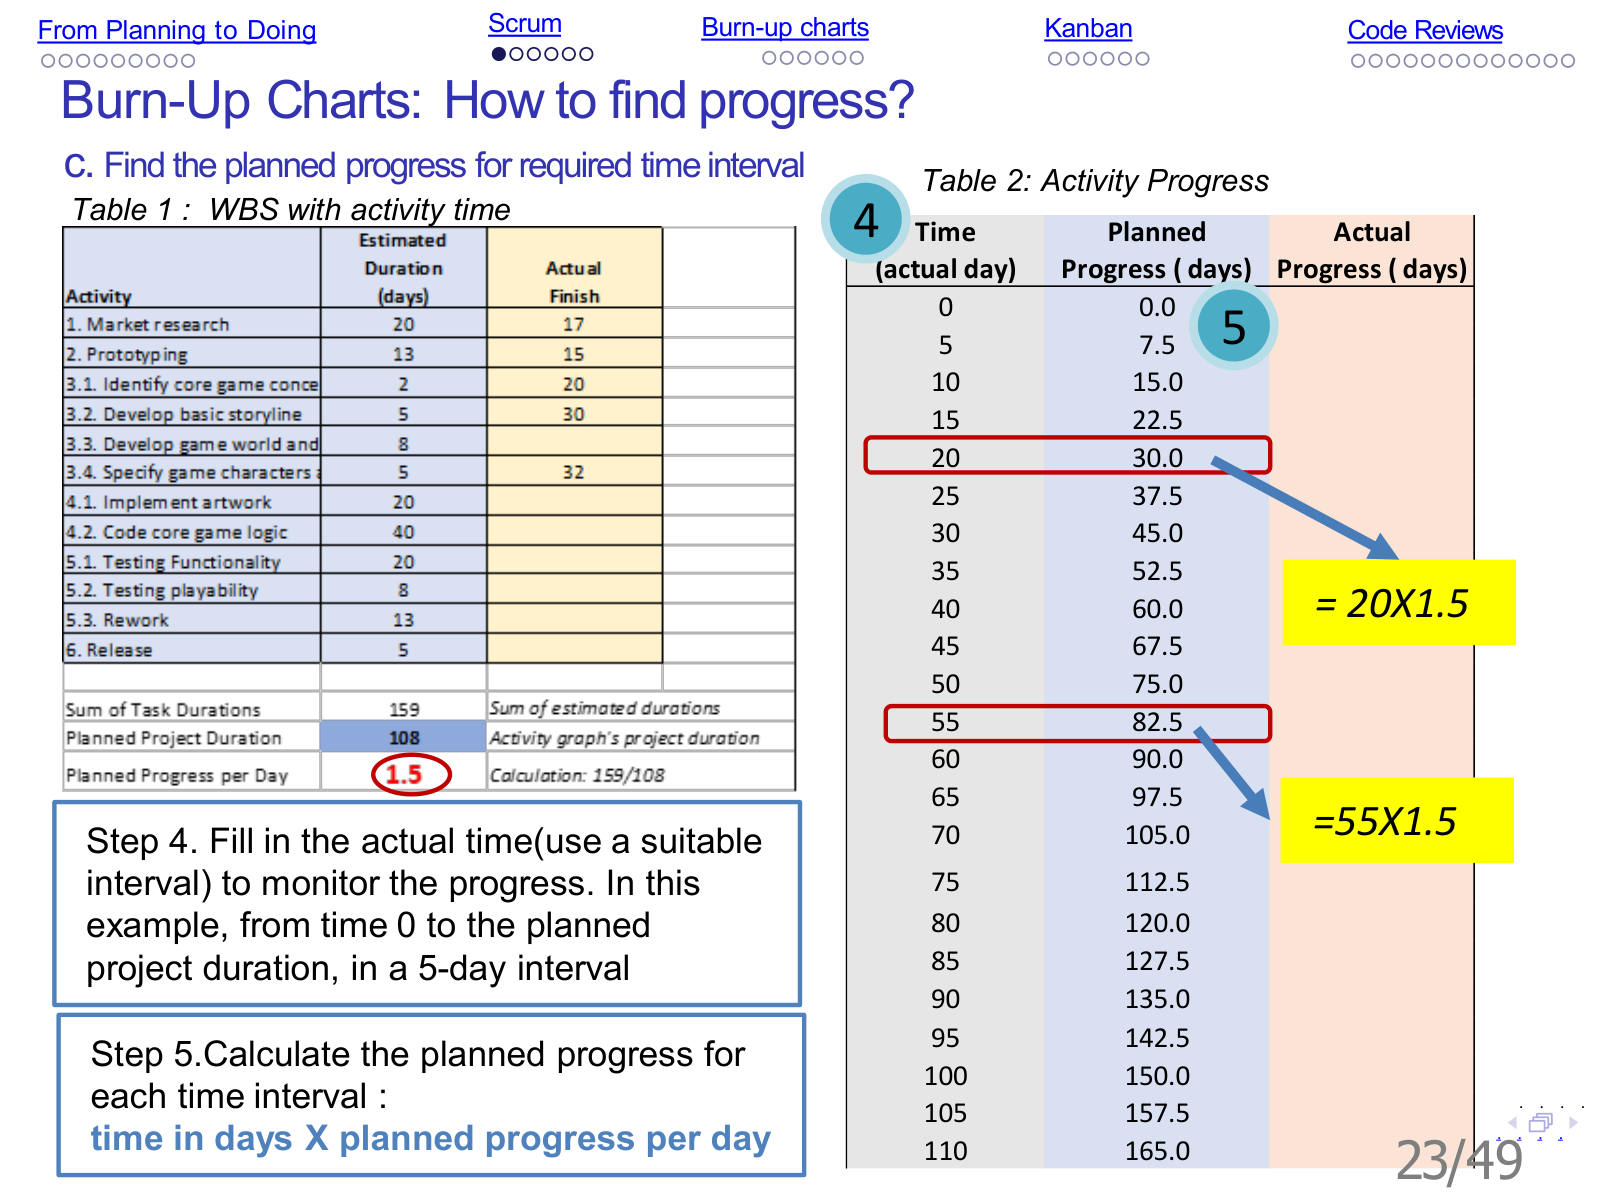 From Planning to Doing
Scrum
Burn-up charts
Kanban
Code Reviews
Burn-Up Charts: How to find progress?
c. Find the planned progress for required time interval
Table 1 : WBS with activity time
Activity Estimated Duration (days) Actual Finish
1. Market research 20 17
2. Prototyping 13 15
3.1. Identify core game conce 2 20
3.2. Develop basic storyline 5 30
3.3. Develop game world and 8
3.4. Specify game characters 5 32
4.1. Implement artwork 20
4.2. Code core game logic 40
5.1. Testing Functionality 20
5.2. Testing playability 8
5.3. Rework 13
6. Release 5
Sum of Task Durations 159 Sum of estimated durations
Planned Project Duration 108 Activity graph's project duration
Planned Progress per Day 1.5 Calculation: 159/108
Step 4. Fill in the actual time(use a suitable
interval) to monitor the progress. In this
example, from time 0 to the planned
project duration, in a 5-day interval
Step 5.Calculate the planned progress for
each time interval :
time in days X planned progress per day
Table 2: Activity Progress
4
Time Planned Actual
(actual day) Progress ( days) Progress ( days)
5
0 0.0
5 7.5
10 15.0
15 22.5
20 30.0
25 37.5
30 45.0
35 52.5
40 60.0
45 67.5
50 75.0
55 82.5
60 90.0
65 97.5
70 105.0
75 112.5
80 120.0
85 127.5
90 135.0
95 142.5
100 150.0
105 157.5
110 165.0
= 20X1.5
=55X1.5
23/49